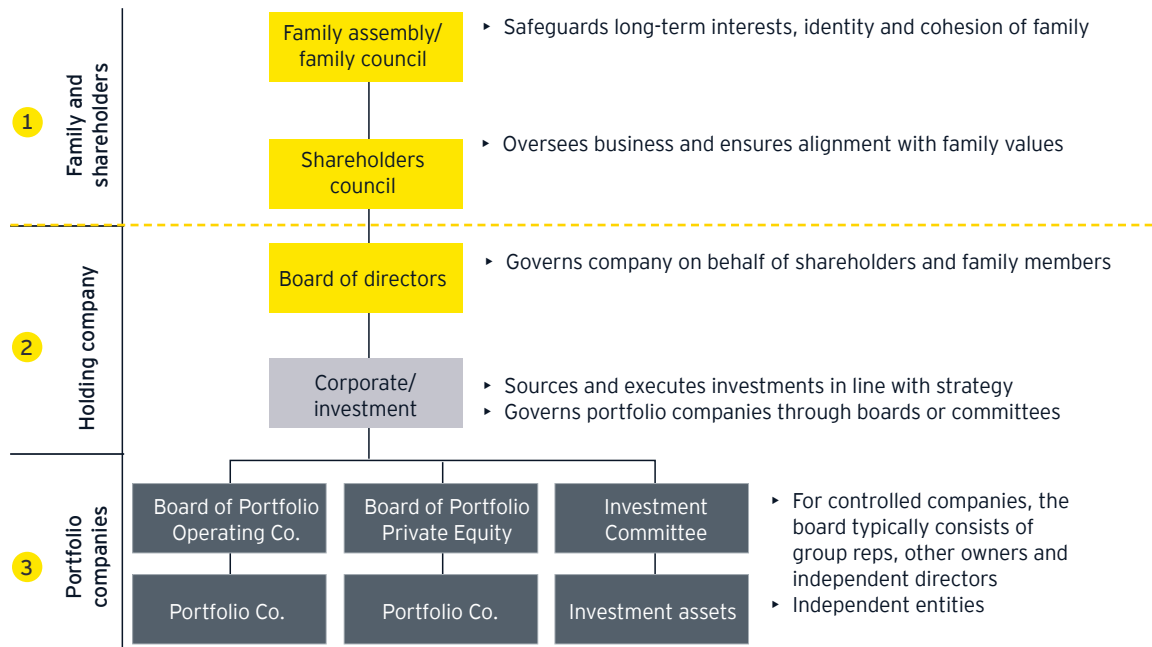 Family assembly/
family council
‣ Safeguards long-term interests, identity and cohesion of family
1
Family and
shareholders
Shareholders
council
‣ Oversees business and ensures alignment with family values
2
Holding company
Board of directors
‣ Governs company on behalf of shareholders and family members
Corporate/
investment
‣ Sources and executes investments in line with strategy
‣ Governs portfolio companies through boards or committees
3
Portfolio
companies
Board of Portfolio
Operating Co.
Board of Portfolio
Private Equity
Investment
Committee
Portfolio Co.
Portfolio Co.
Investment assets
‣ For controlled companies, the
board typically consists of
group reps, other owners and
independent directors
‣ Independent entities